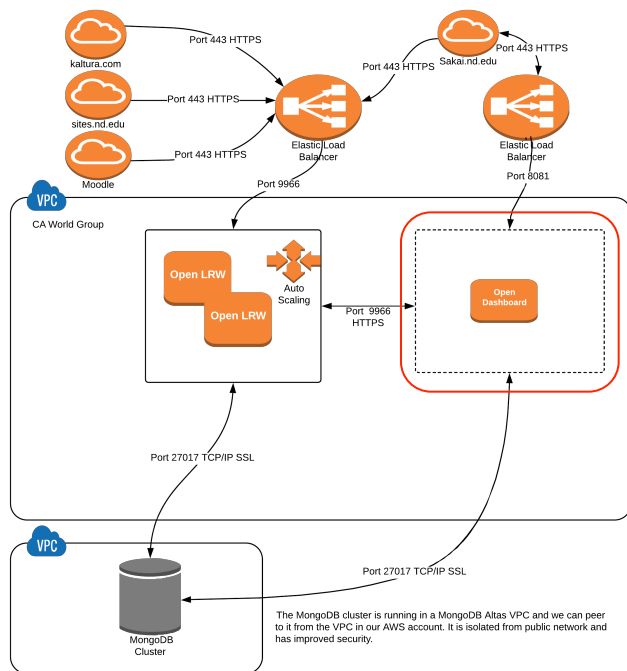 kaltura.com
Port 443 HTTPS
Sakai.nd.edu
Port 443 HTTPS
Port 443 HTTPS
sites.nd.edu
Port 443 HTTPS
Elastic Load
Balancer
Elastic Load
Balancer
Moodle
Port 443 HTTPS
Port 9966
Port 8081
VPC
CA World Group
Open LRW
Open LRW
Auto
Scaling
Port 9966
HTTPS
Open
Dashboard
Port 27017 TCP/IP SSL
VPC
Port 27017 TCP/IP SSL
MongoDB
Cluster
The MongoDB cluster is running in a MongoDB Altas VPC and we can peer
to it from the VPC in our AWS account. It is isolated from public network and
has improved security.